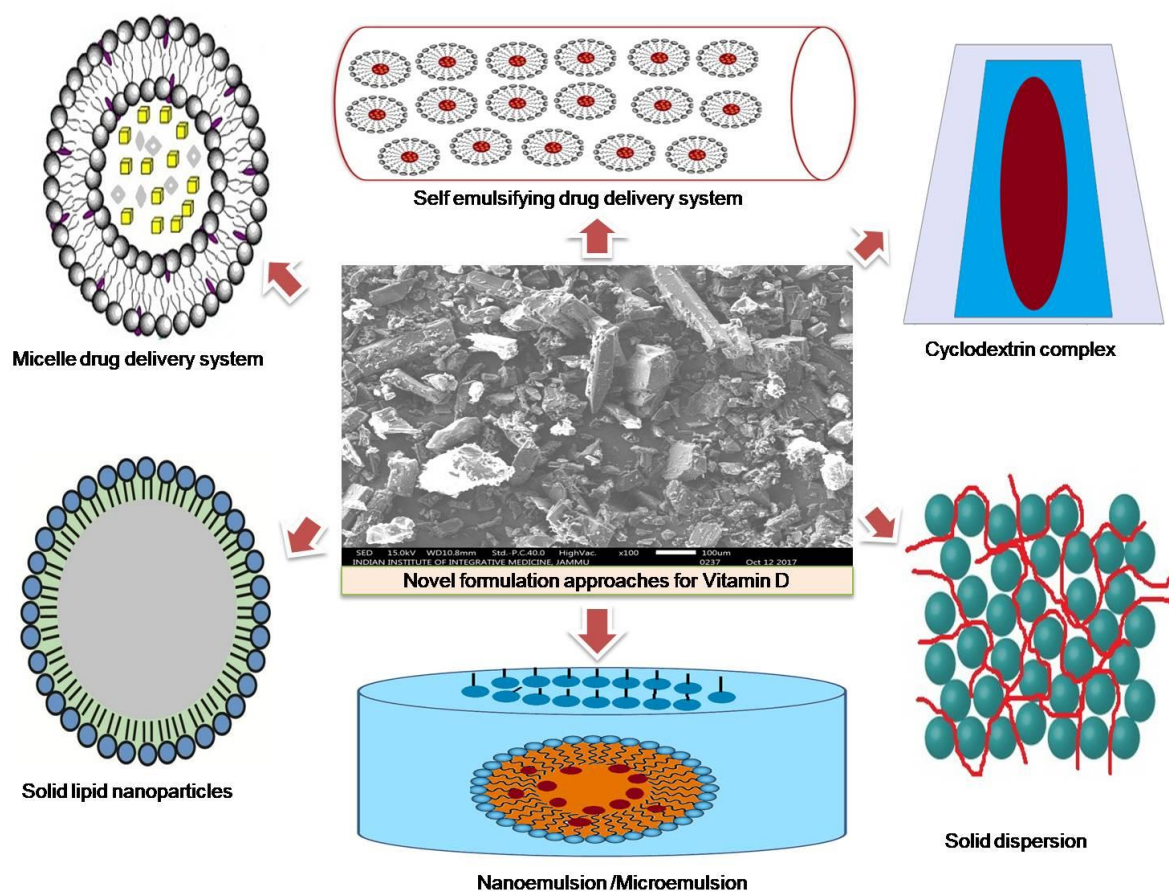 Self emulsifying drug delivery system
Micelle drug delivery system
Cyclodextrin complex
SED 15.0kV WD10.8mm Std.-P.C.40.0 HighVac. x100 100um
INDIAN INSTITUTE OF INTEGRATIVE MEDICINE, JAMMU 0237 Oct 12 2017
Novel formulation approaches for Vitamin D
Solid lipid nanoparticles
Solid dispersion
Nanoemulsion /Microemulsion